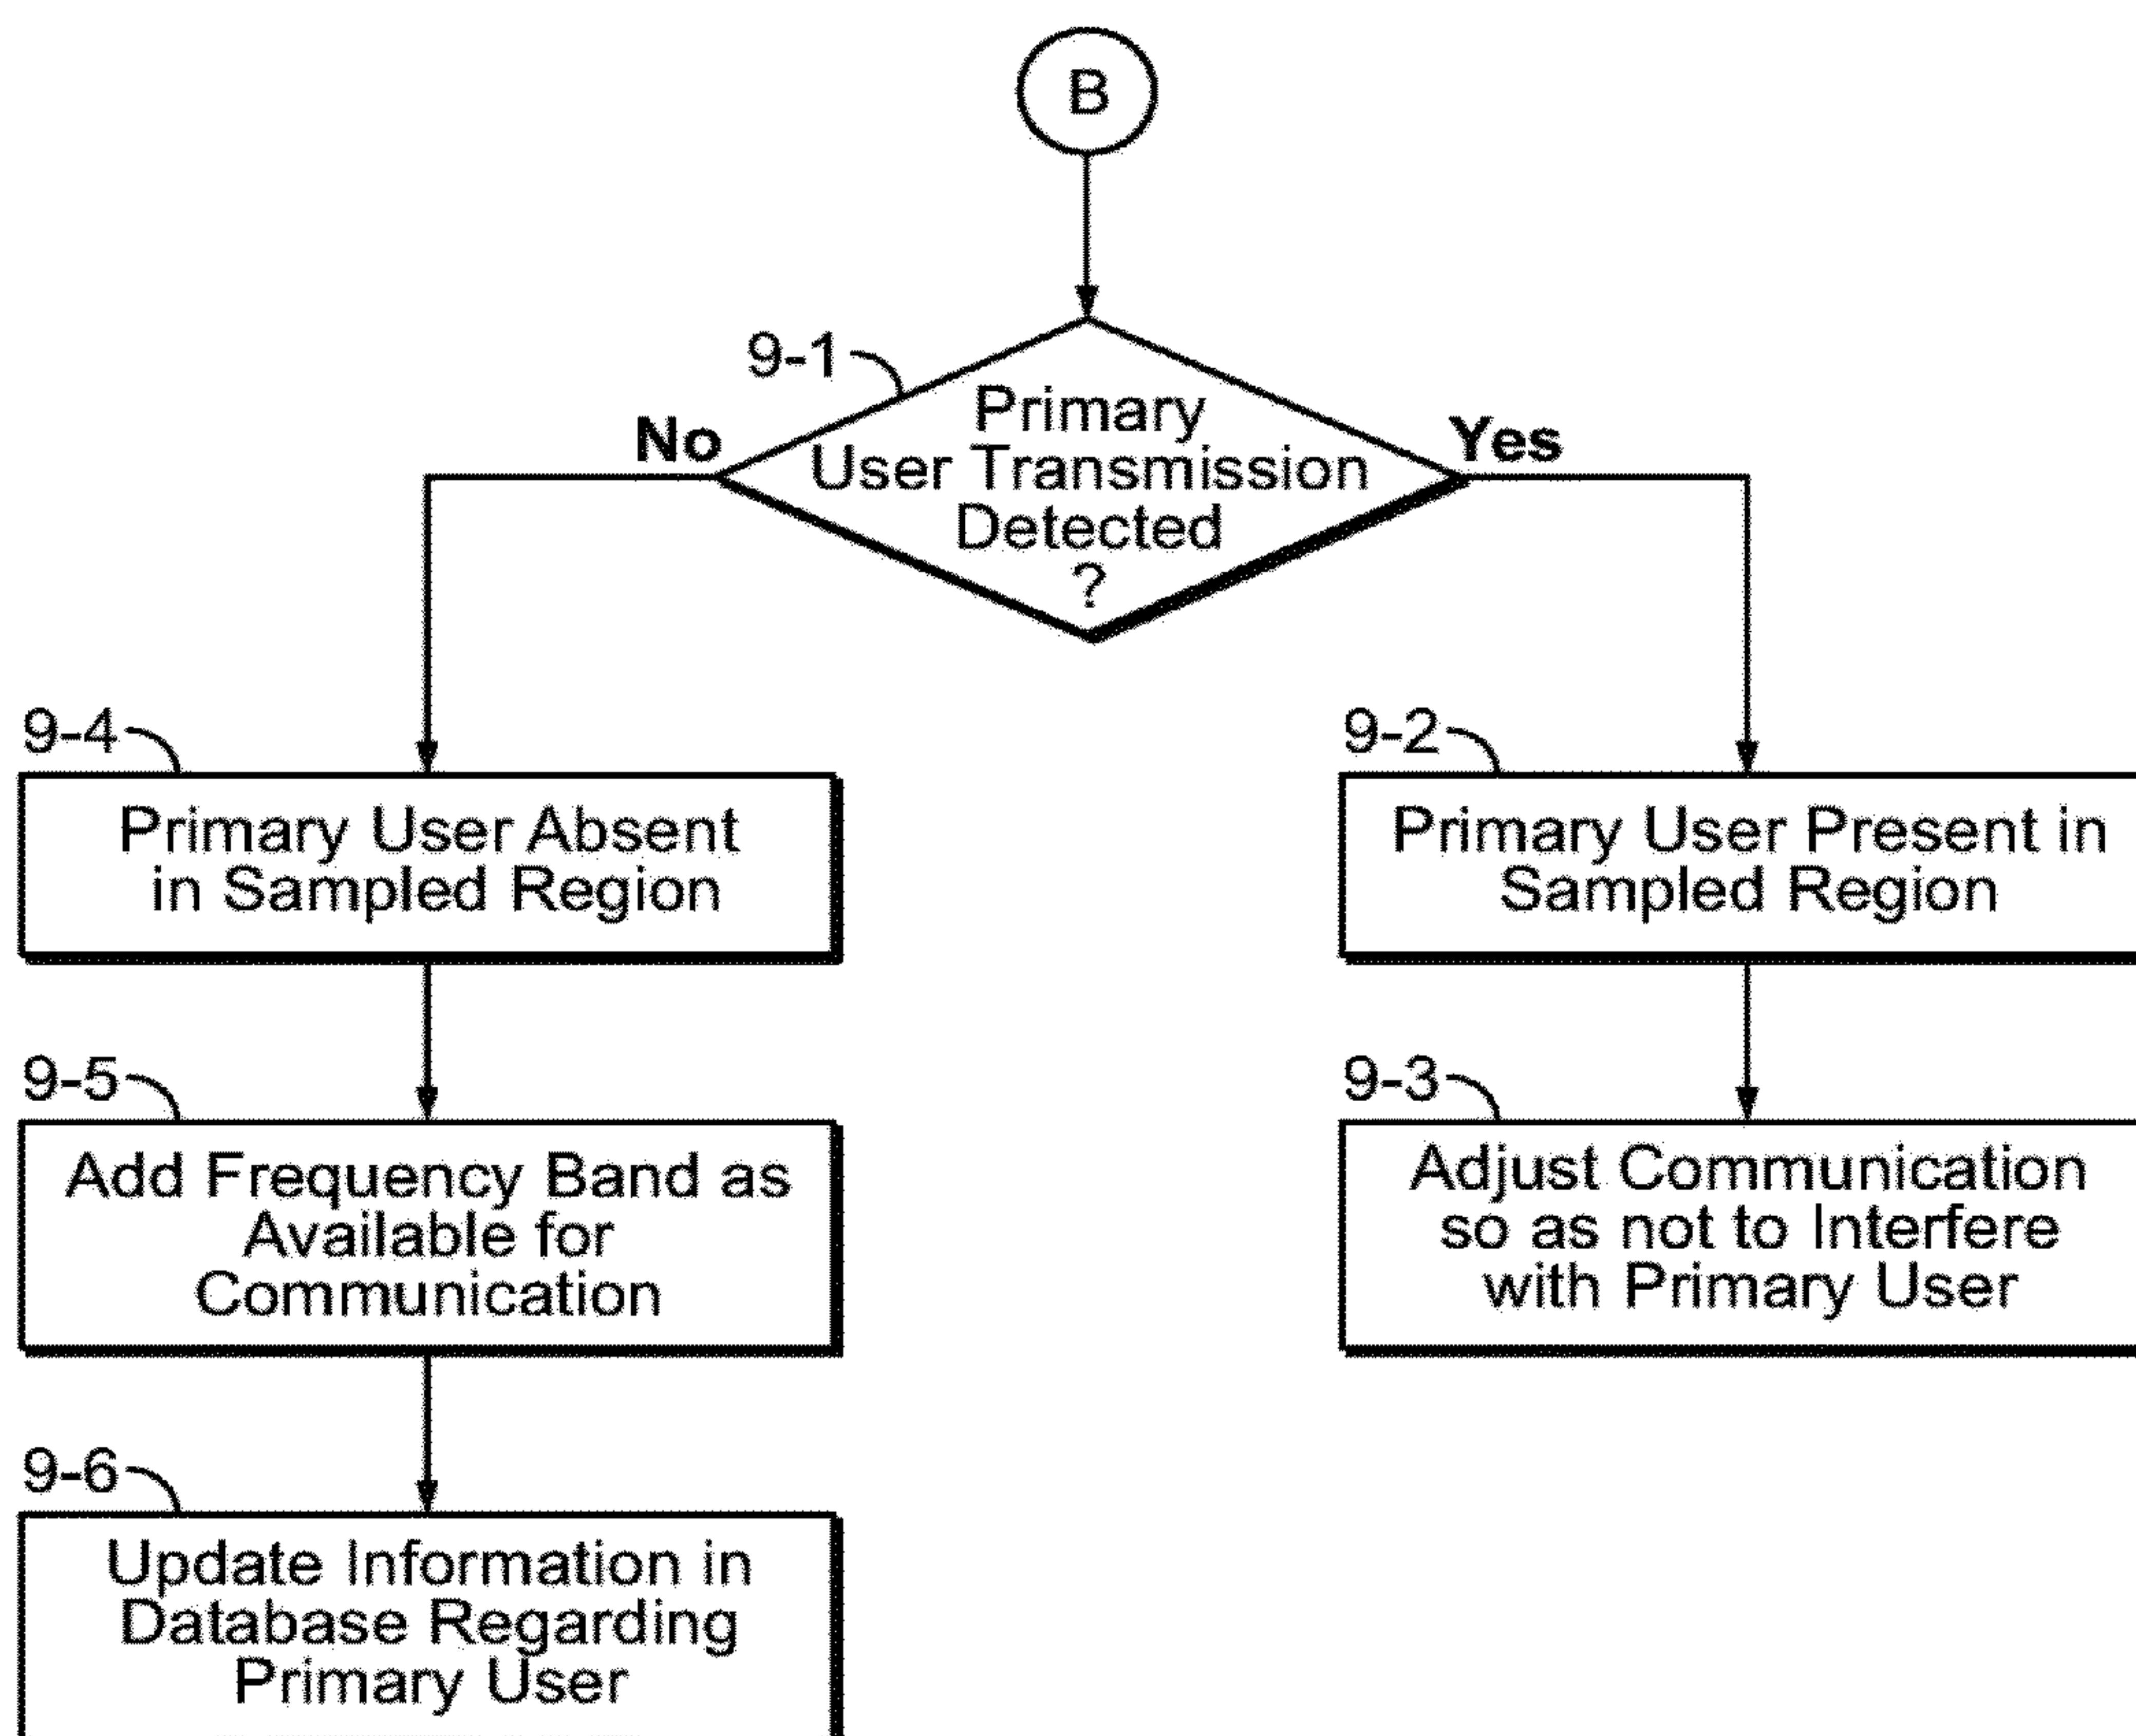 B
9-1
Primary
User Transmission
Detected
?
No
Yes
9-4
Primary User Absent
in Sampled Region
9-2
Primary User Present in
Sampled Region
9-5
Add Frequency Band as
Available for
Communication
9-3
Adjust Communication
so as not to Interfere
with Primary User
9-6
Update Information in
Database Regarding
Primary User